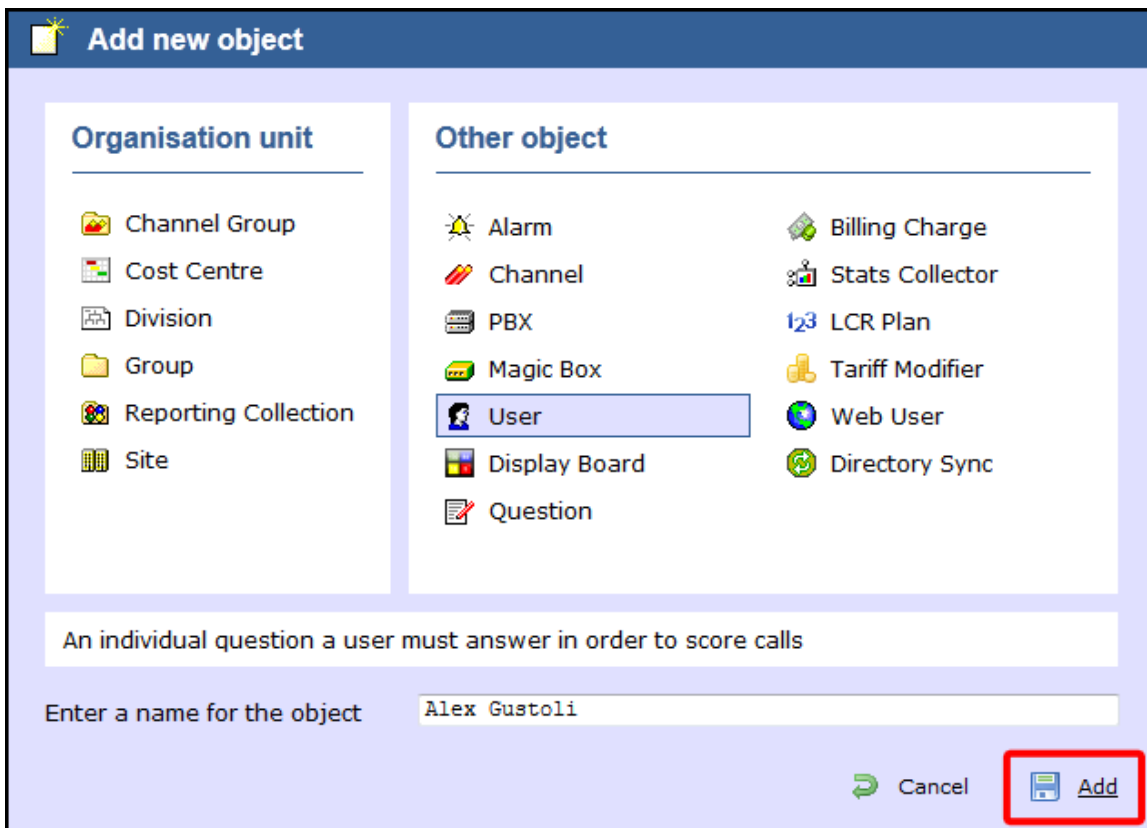 Add new object
Organisation unit
Channel Group
Cost Centre
Division
Group
Reporting Collection
Site
Other object
Alarm
Channel
PBX
Magic Box
User
Display Board
Question
Billing Charge
Stats Collector
123 LCR Plan
Tariff Modifier
Web User
Directory Sync
An individual question a user must answer in order to score calls
Enter a name for the object Alex Gustoli
Cancel Add